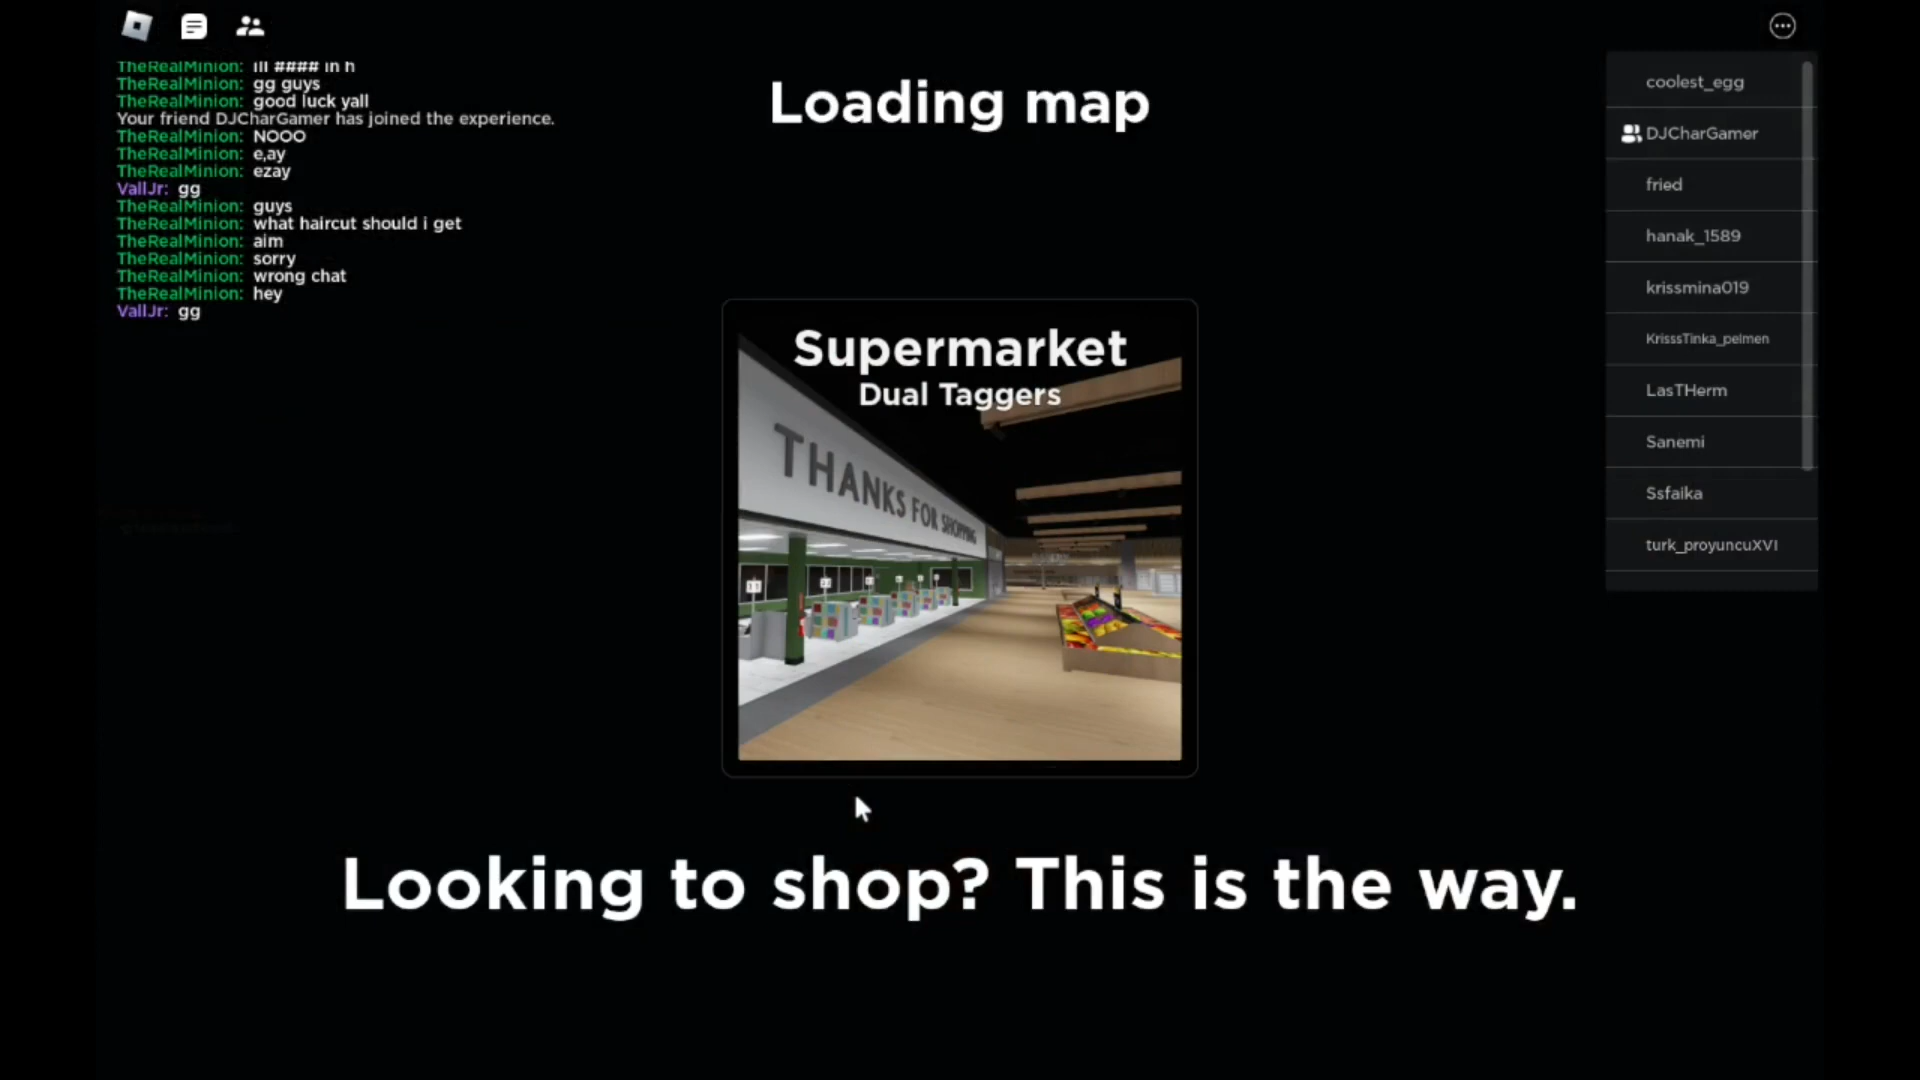 TheRealMinion: ill #### in h
TheRealMinion: gg guys
TheRealMinion: good luck yall
Your friend DJCharGamer has joined the experience.
TheRealMinion: NOOO
TheRealMinion: e,ay
TheRealMinion: ezay
VallJr: gg
TheRealMinion: guys
TheRealMinion: what haircut should i get
TheRealMinion: aim
TheRealMinion: sorry
TheRealMinion: wrong chat
TheRealMinion: hey
VallJr: gg
Loading map
Supermarket
Dual Taggers
THANKS FOR SHOPPING
Looking to shop? This is the way.
coolest_egg
DJCharGamer
fried
hanak_1589
krissmina019
KrisssTinka_pelmen
LasTHerm
Sanemi
Ssfaika
turk_proyuncuXVI